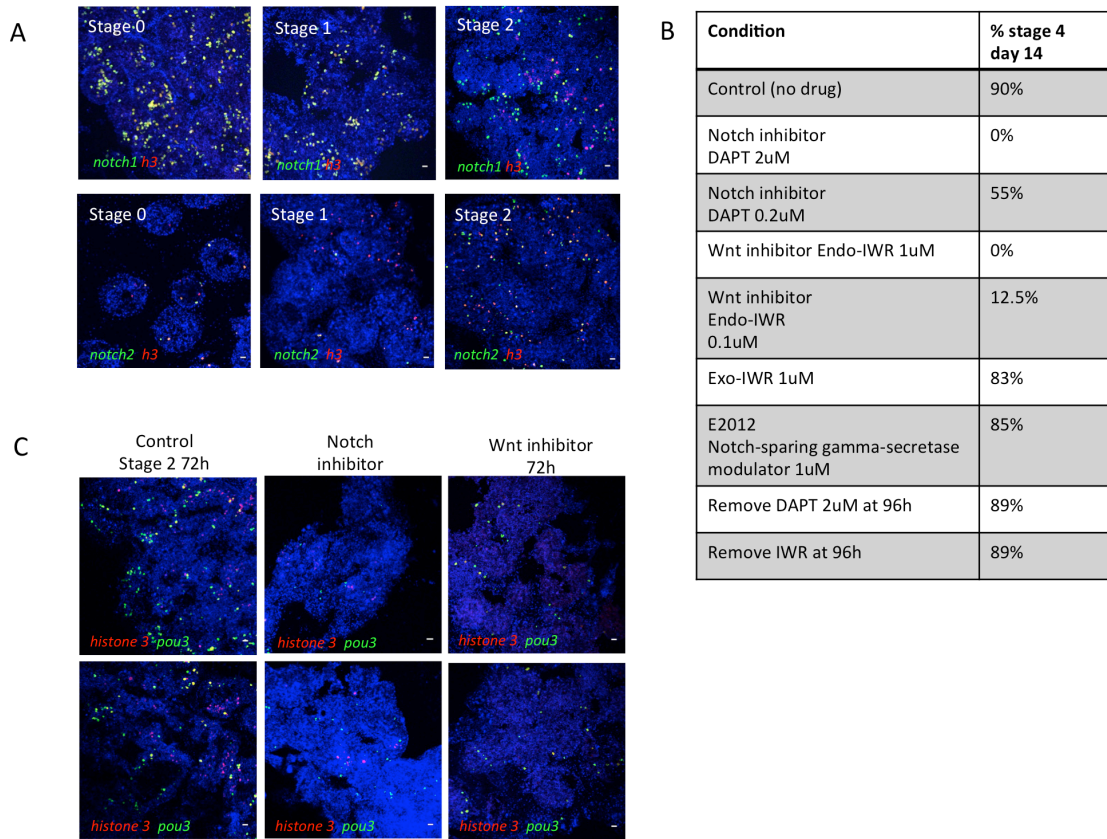 A
Stage 0
Stage 1
Stage 2
notch1 h3
notch1 h3
notch1 h3
Stage 0
Stage 1
Stage 2
notch2 h3
notch2 h3
notch2 h3
B
Condition
% stage 4
day 14
Control (no drug)
90%
Notch inhibitor
DAPT 2uM
0%
Notch inhibitor
DAPT 0.2uM
55%
Wnt inhibitor Endo-IWR 1uM
0%
Wnt inhibitor
Endo-IWR
0.1uM
12.5%
Exo-IWR 1uM
83%
E2012
Notch-sparing gamma-secretase
modulator 1uM
85%
Remove DAPT 2uM at 96h
89%
Remove IWR at 96h
89%
C
Control
Stage 2 72h
Notch
inhibitor
Wnt inhibitor
72h
histone 3 pou3
histone 3 pou3
histone 3 pou3
histone 3 pou3
histone 3 pou3
histone 3 pou3